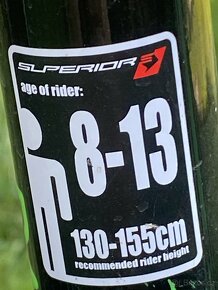 SUPERIOR
age of rider:
8-13
130-155cm
recommended rider height